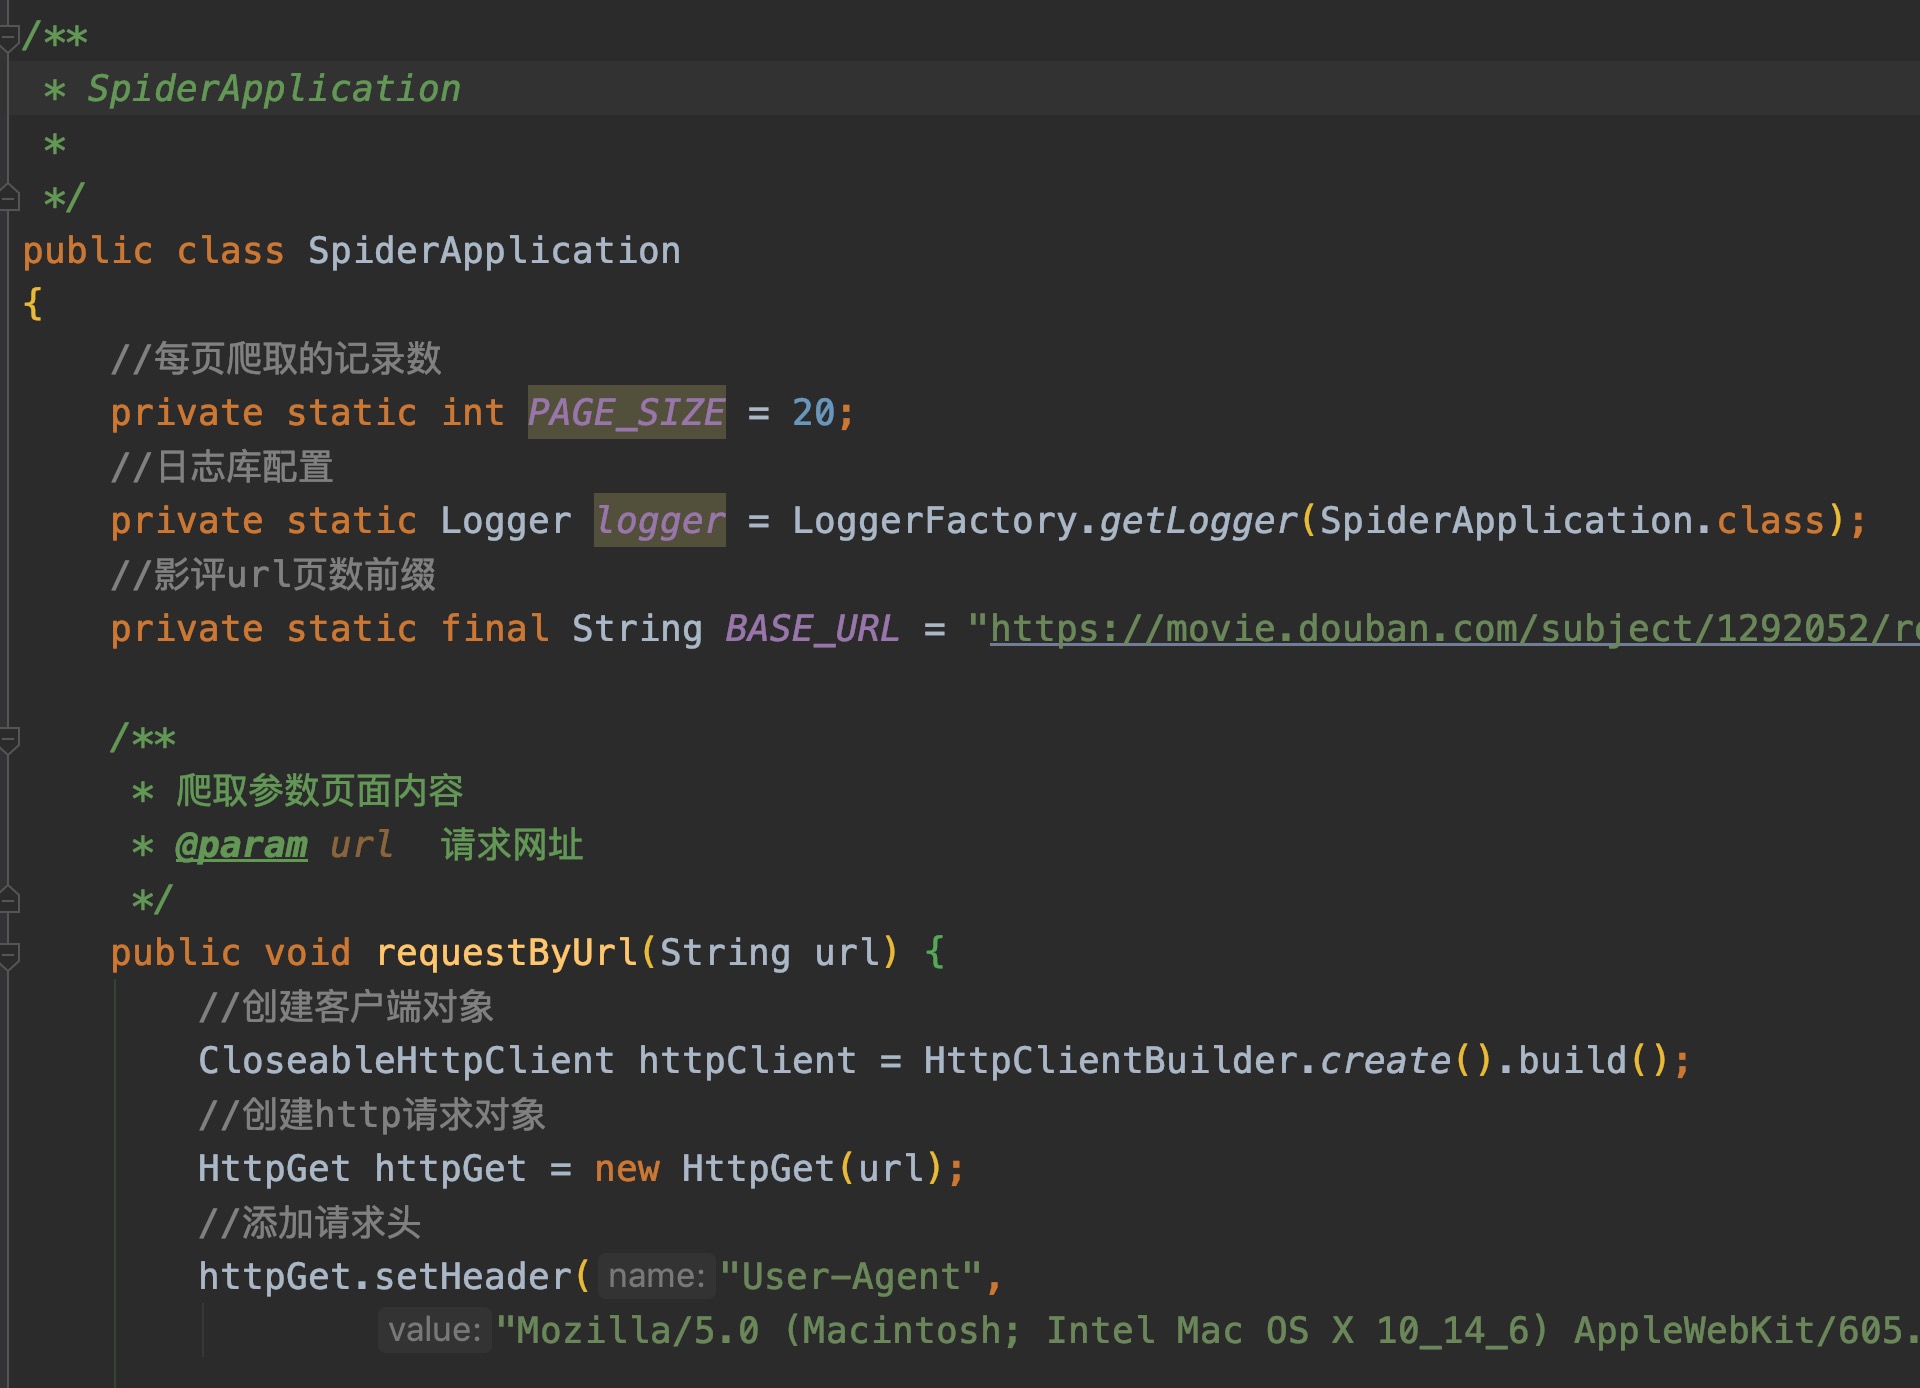 /**
 * SpiderApplication
 *
 */
public class SpiderApplication
{
    //每页爬取的记录数
    private static int PAGE_SIZE = 20;
    //日志库配置
    private static Logger logger = LoggerFactory.getLogger(SpiderApplication.class);
    //影评url页数前缀
    private static final String BASE_URL = "https://movie.douban.com/subject/1292052/re
    /**
     * 爬取参数页面内容
     * @param url  请求网址
     */
    public void requestByUrl(String url) {
        //创建客户端对象
        CloseableHttpClient httpClient = HttpClientBuilder.create().build();
        //创建http请求对象
        HttpGet httpGet = new HttpGet(url);
        //添加请求头
        httpGet.setHeader( name: "User-Agent",
                value: "Mozilla/5.0 (Macintosh; Intel Mac OS X 10_14_6) AppleWebKit/605.